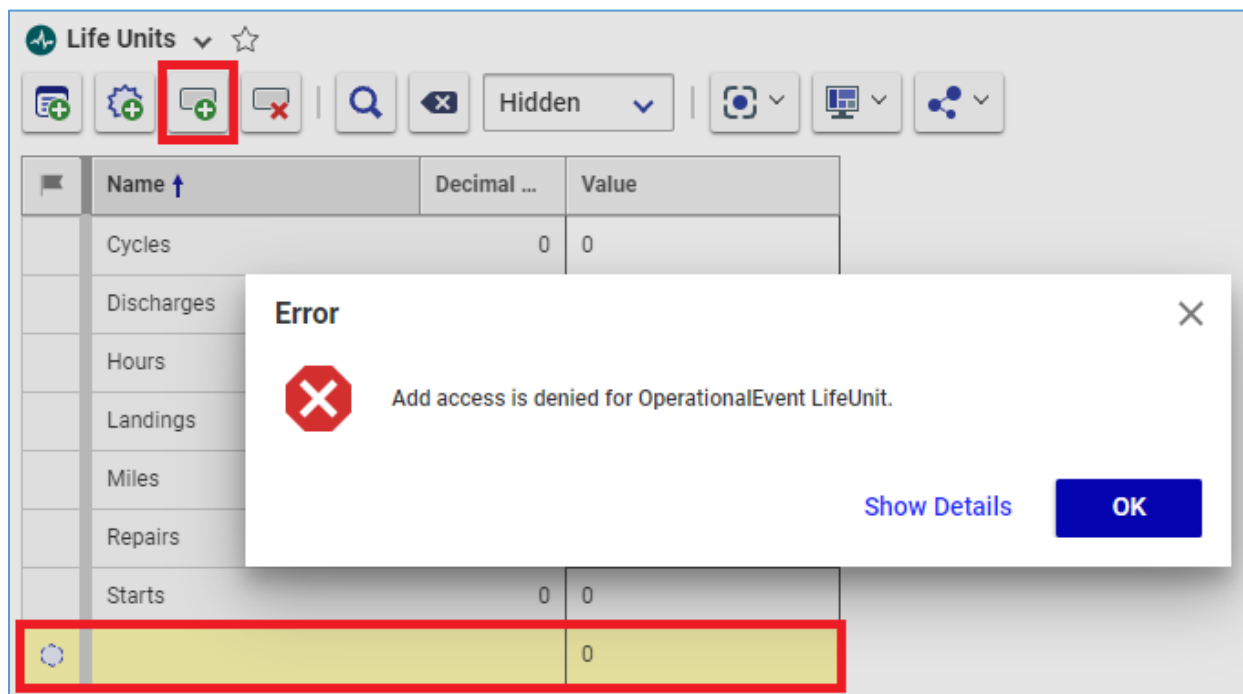 Life Units
Hidden
Name Decimal ... Value
Cycles 0 0
Discharges
Error
Hours
Add access is denied for OperationalEvent LifeUnit.
Landings
Miles
Show Details OK
Repairs
Starts 0 0
0